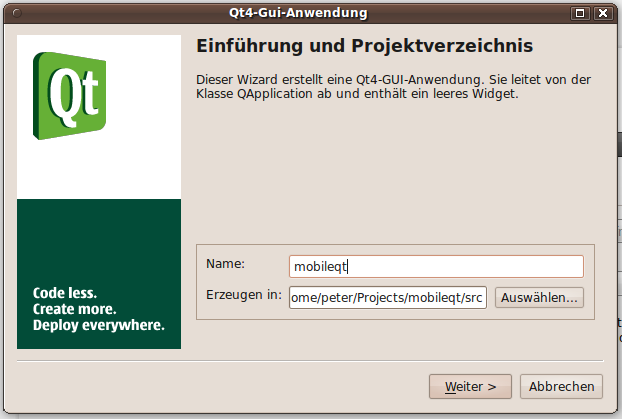 Qt4-Gui-Anwendung
Qt
Einführung und Projektverzeichnis
Dieser Wizard erstellt eine Qt4-GUI-Anwendung. Sie leitet von der
Klasse QApplication ab und enthält ein leeres Widget.
Code less.
Create more.
Deploy everywhere.
Name:
mobileqt
Erzeugen in:
ome/peter/Projects/mobileqt/src
Auswählen...
Weiter >
Abbrechen